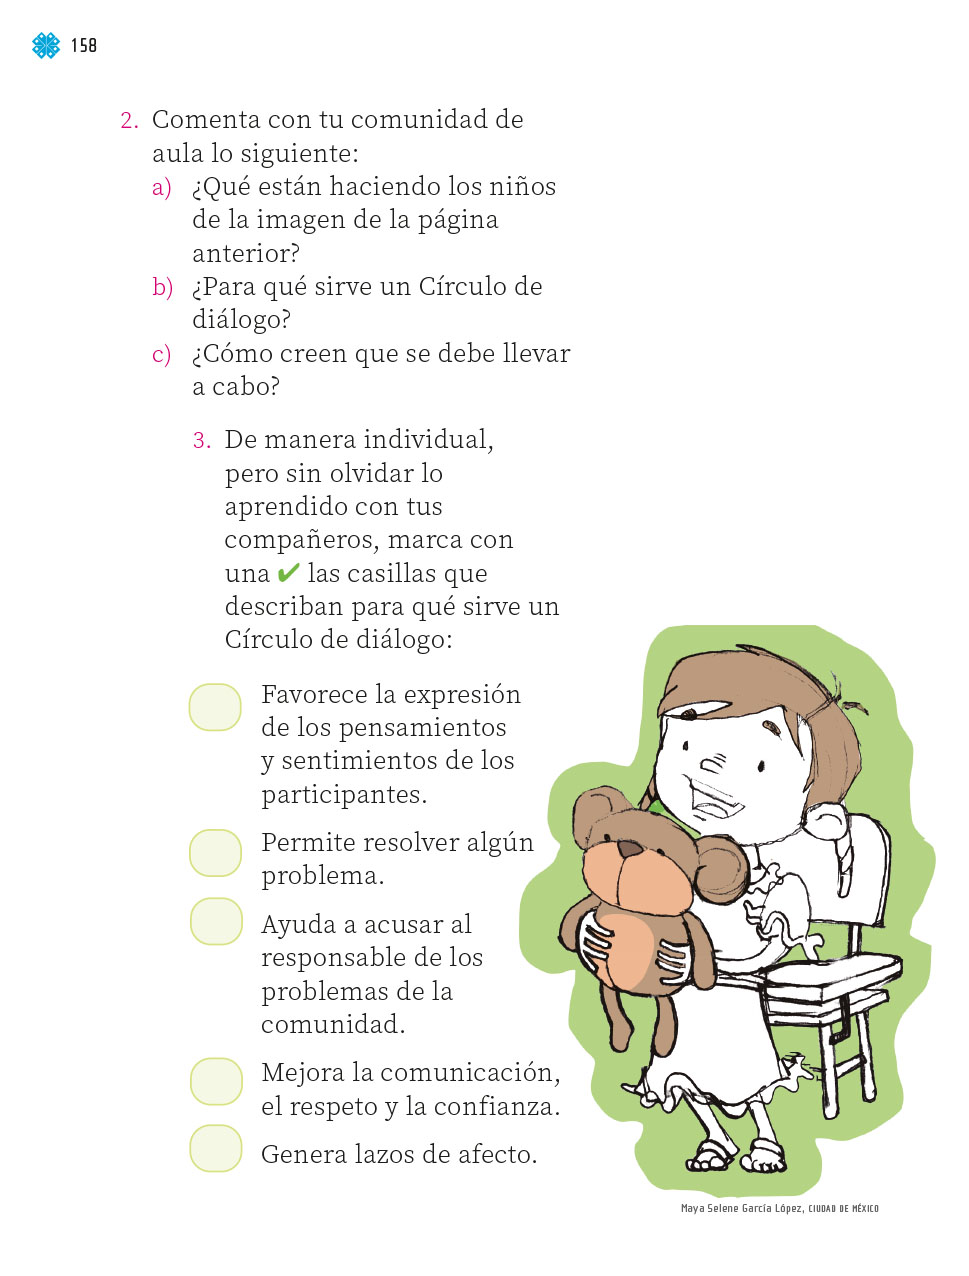 158
2. Comenta con tu comunidad de
aula lo siguiente:
a) ¿Qué están haciendo los niños
de la imagen de la página
anterior?
b) ¿Para qué sirve un Círculo de
diálogo?
c) ¿Cómo creen que se debe llevar
a cabo?
3. De manera individual,
pero sin olvidar lo
aprendido con tus
compañeros, marca con
una ✔ las casillas que
describan para qué sirve un
Círculo de diálogo:
Favorece la expresión
de los pensamientos
y sentimientos de los
participantes.
Permite resolver algún
problema.
Ayuda a acusar al
responsable de los
problemas de la
comunidad.
Mejora la comunicación,
el respeto y la confianza.
Genera lazos de afecto.
Maya Selene García López, CIUDAD DE MÉXICO